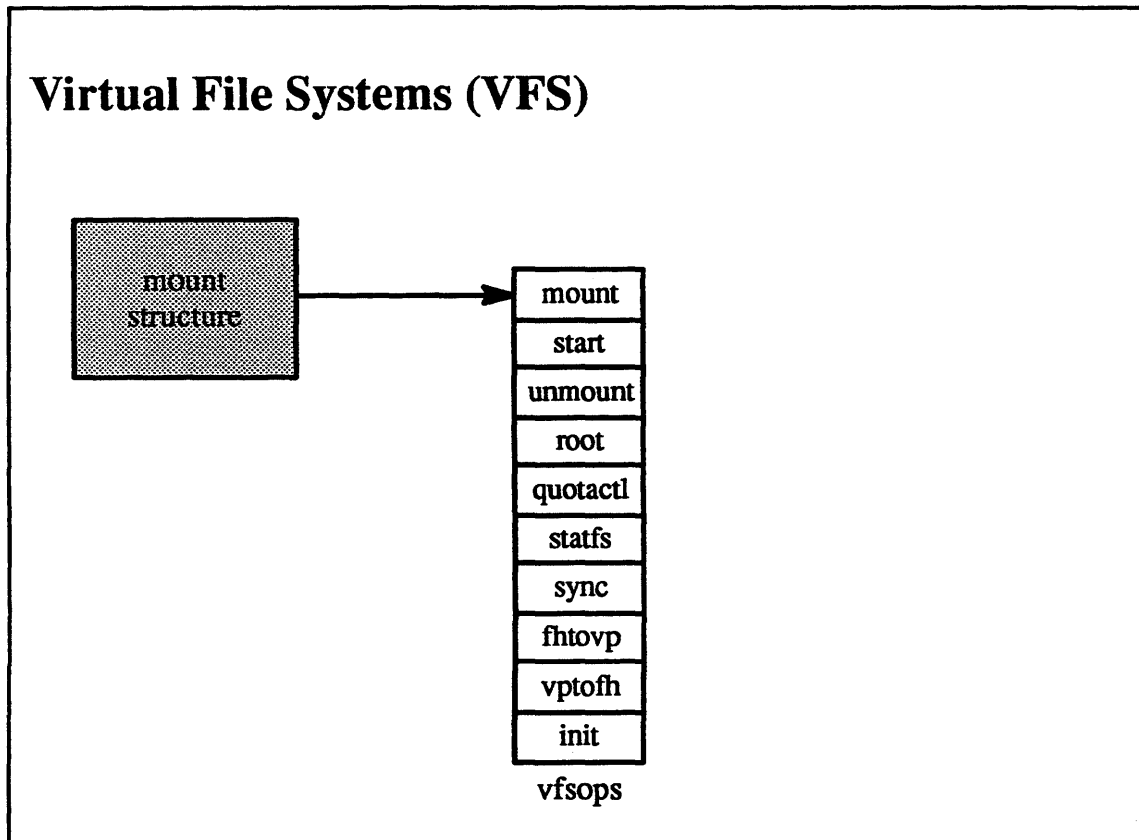 Virtual File Systems (VFS)
mount
structure
mount
start
unmount
root
quotactl
statfs
sync
fhtovp
vptofh
init
vfsops